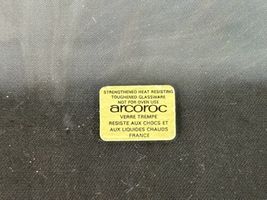 STRENGTHENED HEAT RESISTING
TOUGHENED GLASSWARE
NOT FOR OVEN USE
arcoroc
VERRE TREMPE
RESISTE AUX CHOCS ET
AUX LIQUIDES CHAUDS
FRANCE